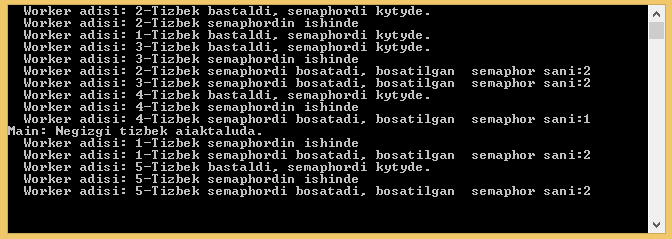 Worker adisi: 2-Tizbek bastaldi, semaphordi kytyde.
Worker adisi: 2-Tizbek semaphordin ishinde
Worker adisi: 1-Tizbek bastaldi, semaphordi kytyde.
Worker adisi: 3-Tizbek bastaldi, semaphordi kytyde.
Worker adisi: 3-Tizbek semaphordin ishinde
Worker adisi: 2-Tizbek semaphordi bosatadi, bosatilgan  semaphor sani:2
Worker adisi: 3-Tizbek semaphordi bosatadi, bosatilgan  semaphor sani:2
Worker adisi: 4-Tizbek bastaldi, semaphordi kytyde.
Worker adisi: 4-Tizbek semaphordin ishinde
Worker adisi: 4-Tizbek semaphordi bosatadi, bosatilgan  semaphor sani:1
Main: Negizgi tizbek aiaktaluda.
Worker adisi: 1-Tizbek semaphordin ishinde
Worker adisi: 1-Tizbek semaphordi bosatadi, bosatilgan  semaphor sani:2
Worker adisi: 5-Tizbek bastaldi, semaphordi kytyde.
Worker adisi: 5-Tizbek semaphordin ishinde
Worker adisi: 5-Tizbek semaphordi bosatadi, bosatilgan  semaphor sani:2